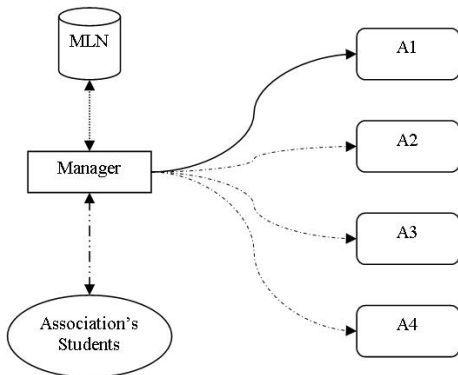 MLN
A1
A2
Manager
A3
Association's
Students
A4